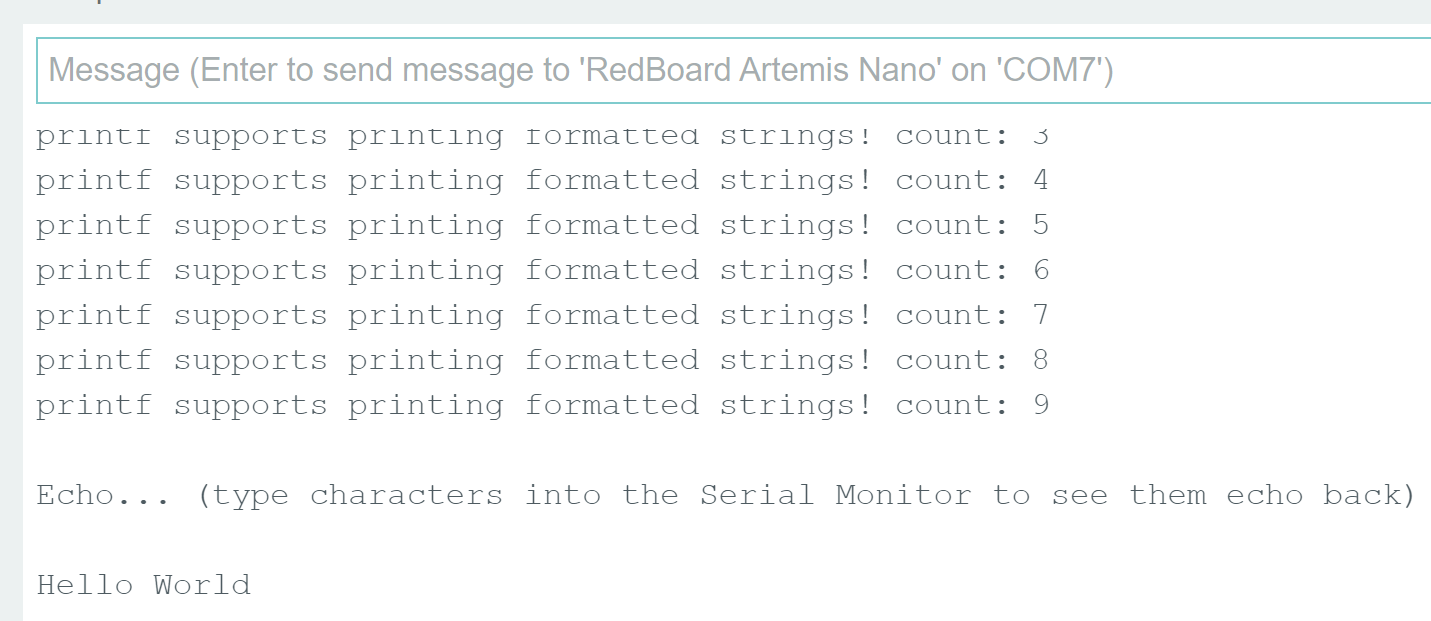 Message (Enter to send message to 'RedBoard Artemis Nano' on 'COM7')
printf supports printing formatted strings! count: 3
printf supports printing formatted strings! count: 4
printf supports printing formatted strings! count: 5
printf supports printing formatted strings! count: 6
printf supports printing formatted strings! count: 7
printf supports printing formatted strings! count: 8
printf supports printing formatted strings! count: 9
Echo... (type characters into the Serial Monitor to see them echo back)
Hello World